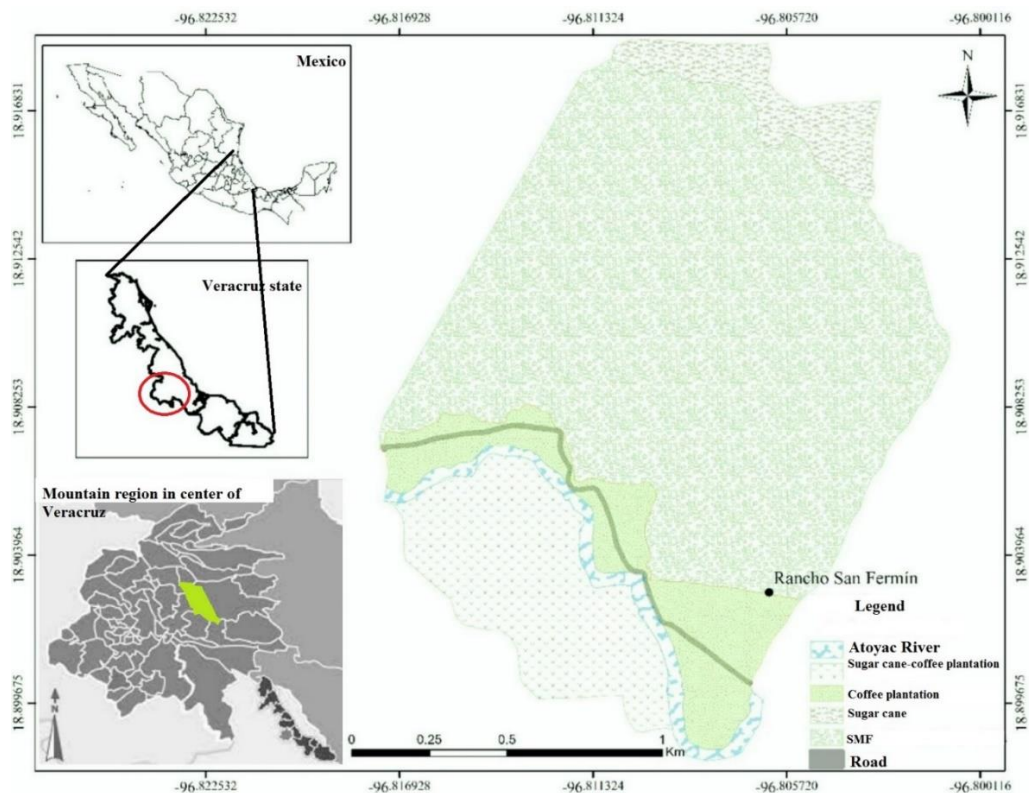 -96.822532 -96.816928 -96.811324 -96.805720 -96.800116
Mexico
N
18.916831 18.916831
18.912542 18.912542
Veracruz state
18.908253 18.908253
Mountain region in center of
Veracruz
18.903964 18.903964
Rancho San Fermín
Legend
Atoyac River
Sugar cane-coffee plantation
Coffee plantation
Sugar cane
SMF
Road
18.899675 18.899675
N
0 0.25 0.5 1
Km
-96.822532 -96.816928 -96.811324 -96.805720 -96.800116